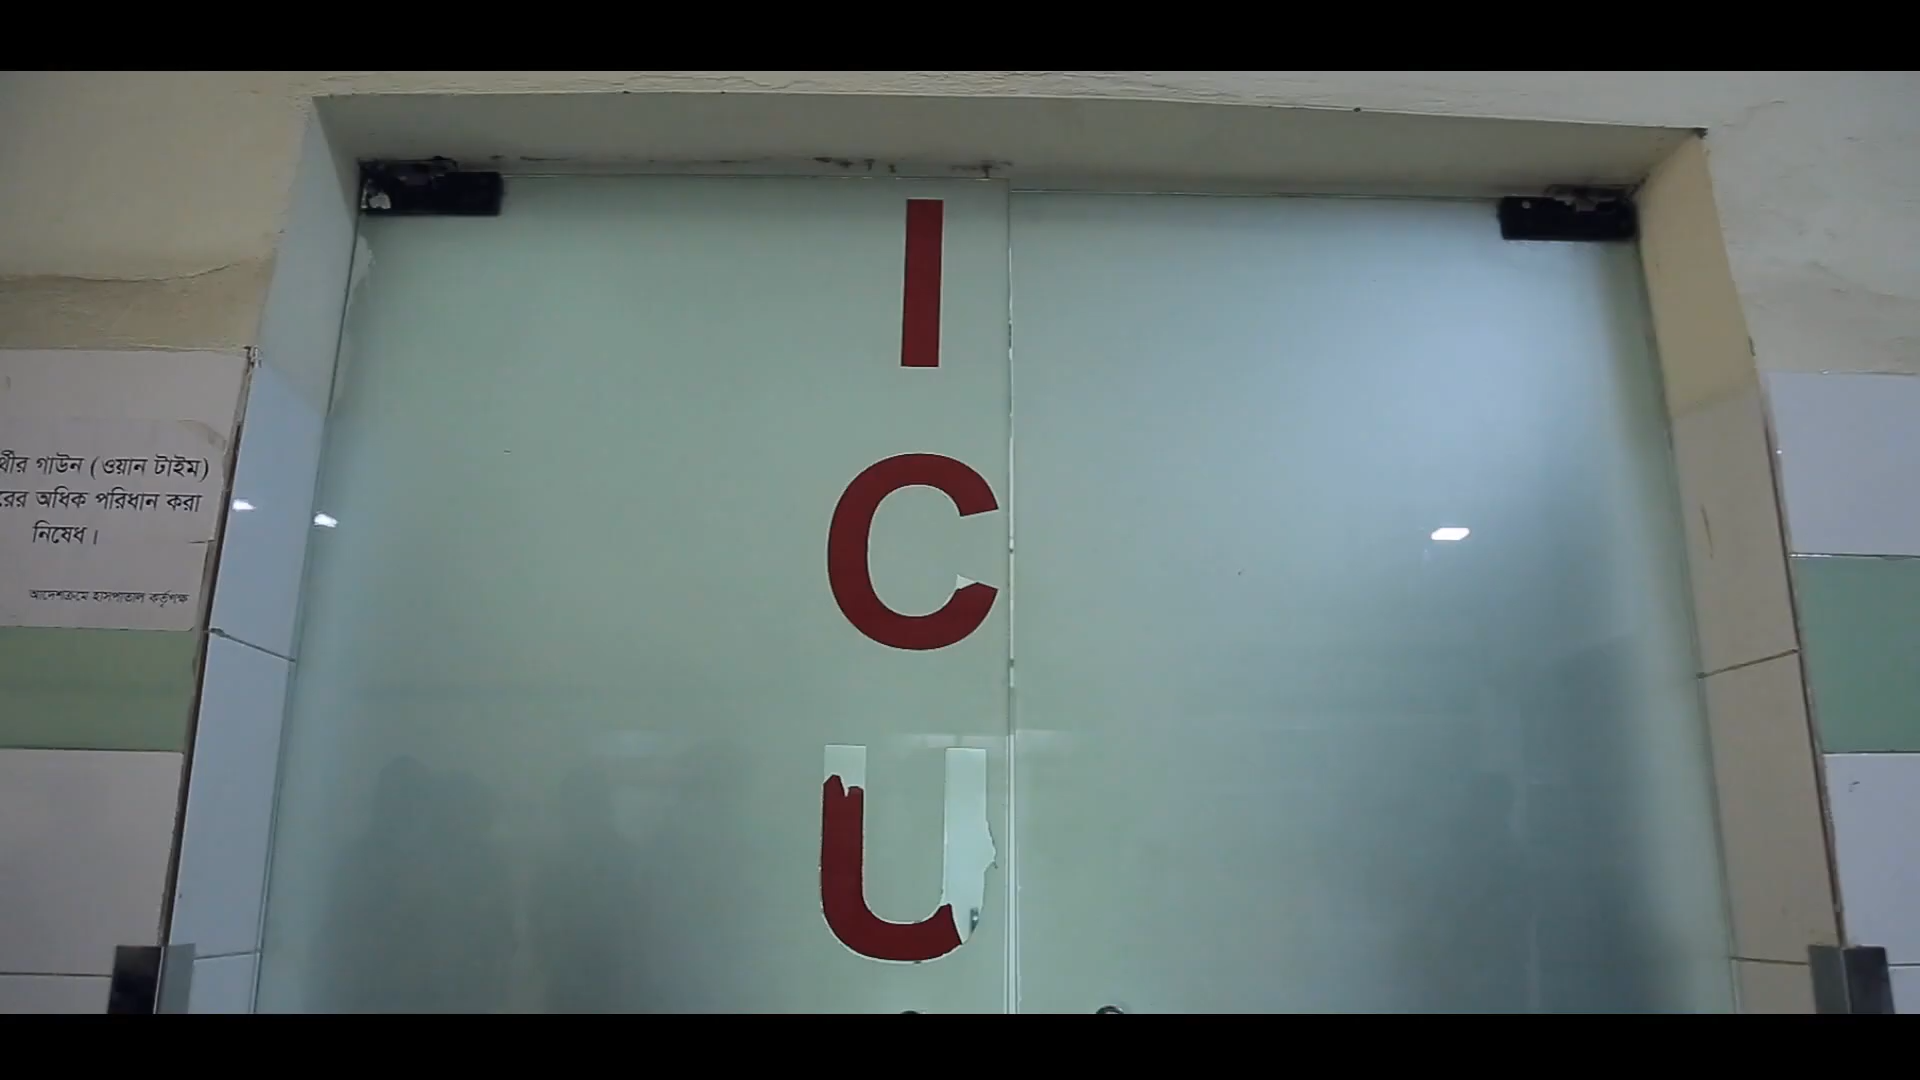 গাউন (ওয়ান টাইম)
অধিক পরিধান করা
নিষেধ।
আদেশক্রমে হাসপাতাল কর্তৃপক্ষ
I
C
U